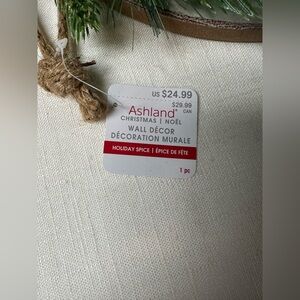 US $24.99
$29.99
CAN
Ashland®
CHRISTMAS | NOËL
WALL DÉCOR
DÉCORATION MURALE
HOLIDAY SPICE | ÉPICE DE FÊTE
1 pc